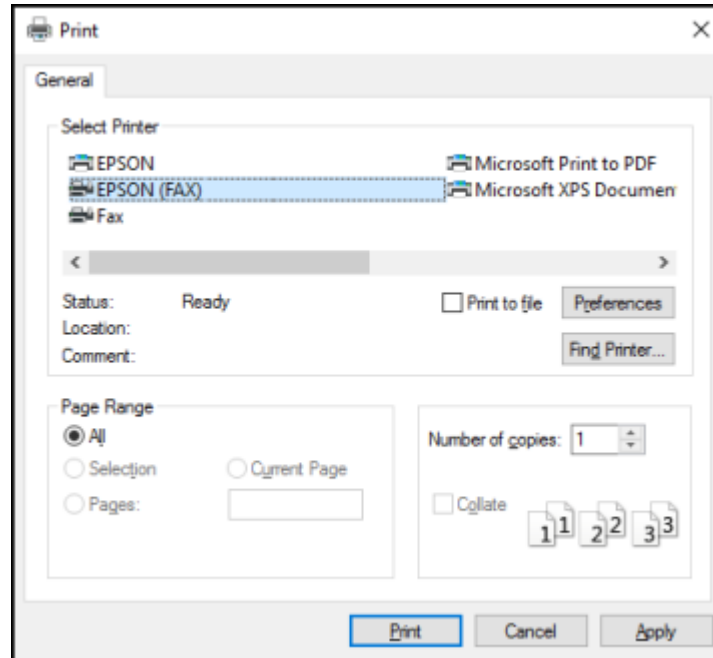 Print
General
Select Printer
EPSON
Microsoft Print to PDF
EPSON (FAX)
Microsoft XPS Documen
Fax
Status: Ready
Print to file
Preferences
Location:
Comment:
Find Printer...
Page Range
All
Selection
Current Page
Pages:
Number of copies: 1
Collate
1 1 2 2 3 3
Print
Cancel
Apply